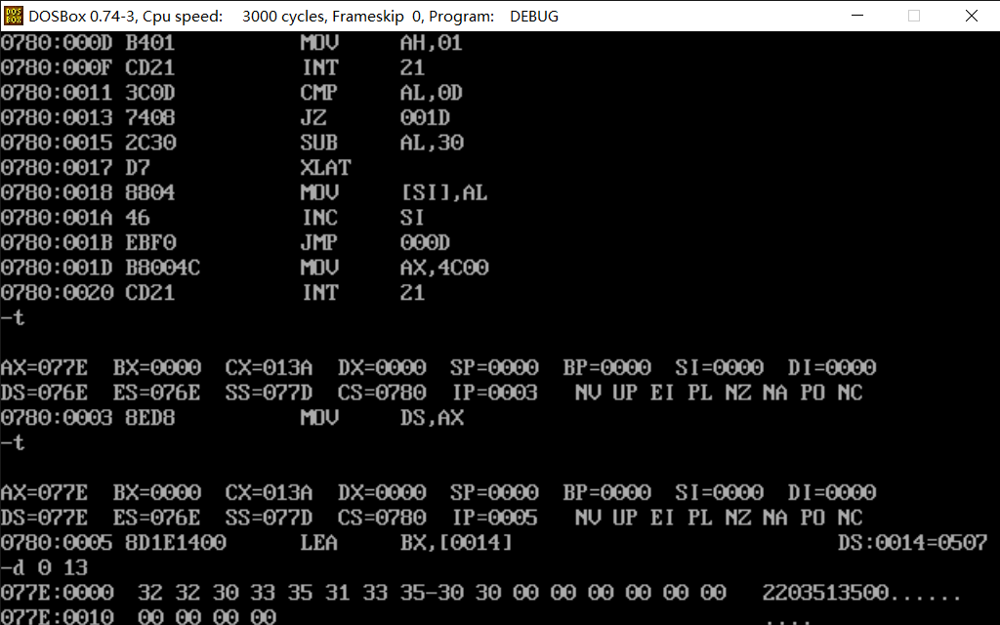 DOS BOX DOSBox 0.74-3, Cpu speed: 3000 cycles, Frameskip 0, Program: DEBUG
0780:000D B401 MOV AH,01
0780:000F CD21 INT 21
0780:0011 3C0D CMP AL,0D
0780:0013 7408 JZ 001D
0780:0015 2C30 SUB AL,30
0780:0017 D7 XLAT
0780:0018 8804 MOV [SI],AL
0780:001A 46 INC SI
0780:001B EBF0 JMP 000D
0780:001D B8004C MOV AX,4C00
0780:0020 CD21 INT 21
-t
AX=077E BX=0000 CX=013A DX=0000 SP=0000 BP=0000 SI=0000 DI=0000
DS=076E ES=076E SS=077D CS=0780 IP=0003 NV UP EI PL NZ NA PO NC
0780:0003 8ED8 MOV DS,AX
-t
AX=077E BX=0000 CX=013A DX=0000 SP=0000 BP=0000 SI=0000 DI=0000
DS=077E ES=076E SS=077D CS=0780 IP=0005 NV UP EI PL NZ NA PO NC
0780:0005 8D1E1400 LEA BX,[0014] DS:0014=0507
-d 0 13
077E:0000 32 32 30 33 35 31 33 35-30 30 00 00 00 00 00 00 2203513500......
077E:0010 00 00 00 00 ....